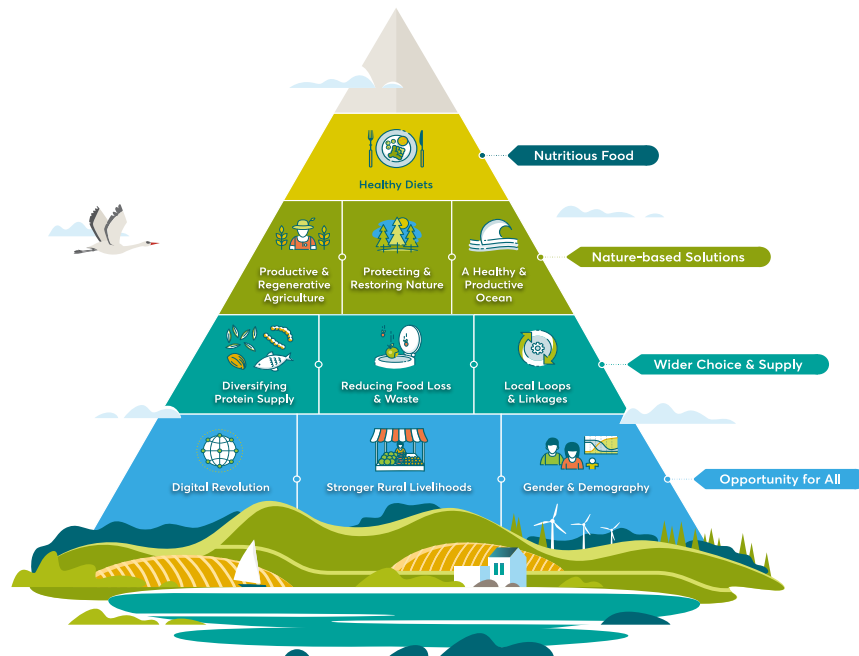 Healthy Diets
Nutritious Food
Productive &
Regenerative
Agriculture
Protecting &
Restoring Nature
A Healthy &
Productive
Ocean
Nature-based Solutions
Diversifying
Protein Supply
Reducing Food Loss
& Waste
Local Loops
& Linkages
Wider Choice & Supply
Digital Revolution
Stronger Rural Livelihoods
Gender & Demography
Opportunity for All